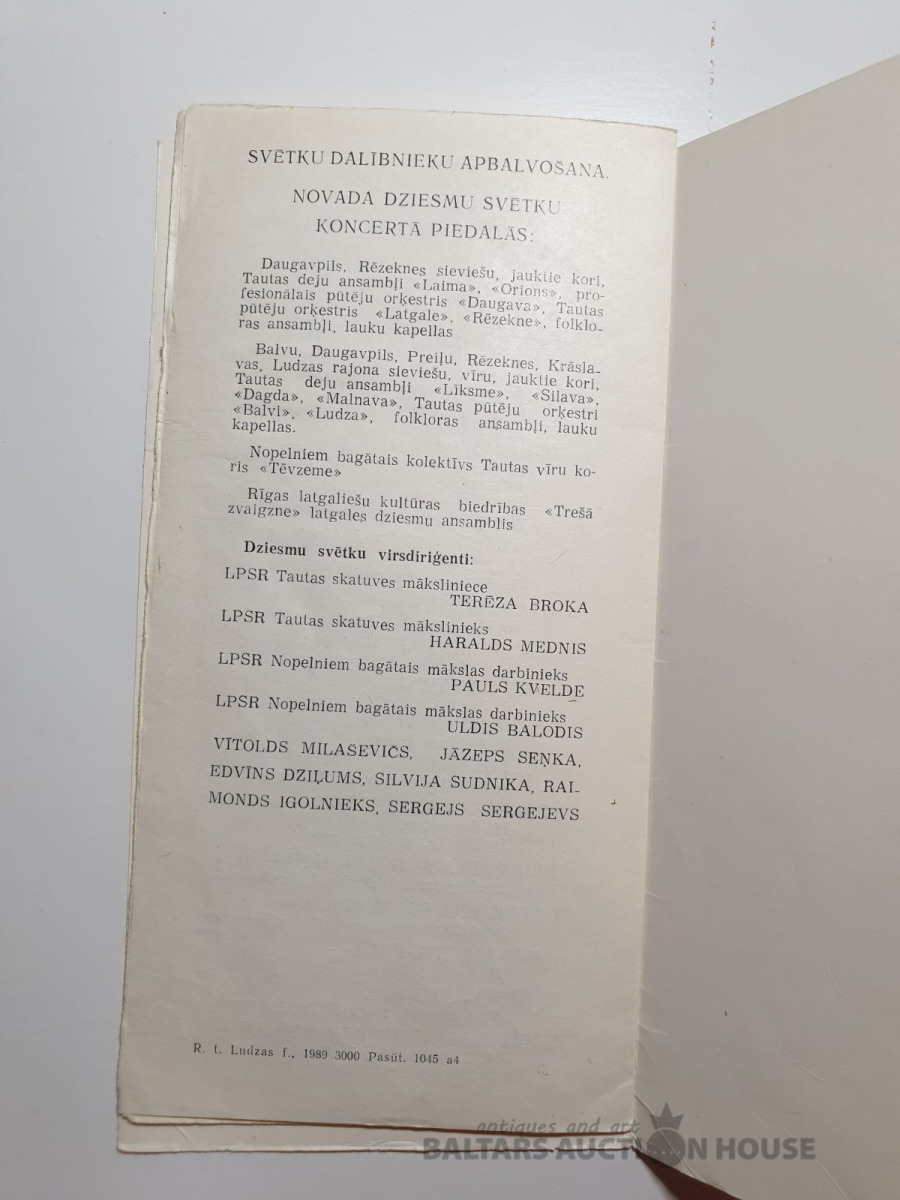 SVĒTKU DALĪBNIEKU APBALVOŠANA.
NOVADA DZIESMU SVĒTKU
KONCERTĀ PIEDALĀS:
Daugavpils, Rēzeknes sieviešu, jauktie kori,
Tautas deju ansambļi «Laima», «Orions», pro-
fesionālais pūtēju orķestris «Daugava», Tautas
pūtēju orķestris «Latgale», «Rēzekne», folklo-
ras ansambļi, lauku kapellas
Balvu, Daugavpils, Preiļu, Rēzeknes, Krāsla-
vas, Ludzas rajona sieviešu, vīru, jauktie kori,
Tautas deju ansambļi «Līksme», «Silava»,
«Dagda», «Malnava», Tautas pūtēju orķestri
«Balvi», «Ludza», folkloras ansambļi, lauku
kapellas.
Nopelniem bagātais kolektīvs Tautas vīru ko-
ris «Tēvzeme»
Rīgas latgaliešu kultūras biedrības «Trešā
zvaigzne» latgales dziesmu ansamblis
Dziesmu svētku virsdiriģenti:
LPSR Tautas skatuves māksliniece
TERĒZA BROKA
LPSR Tautas skatuves mākslinieks
HARALDS MEDNIS
LPSR Nopelniem bagātais mākslas darbinieks
PAULS KVELDE
LPSR Nopelniem bagātais mākslas darbinieks
ULDIS BALODIS
VĪTOLDS MILAŠEVIČS, JĀZEPS SEŅKA,
EDVĪNS DZIĻUMS, SILVIJA SUDNIKA, RAI-
MONDS IGOLNIEKS, SERGEJS SERGEJEVS
R. t. Ludzas f., 1989 3000 Pasūt. 1045 a4
antiques and art
BALTARS AUCTION HOUSE